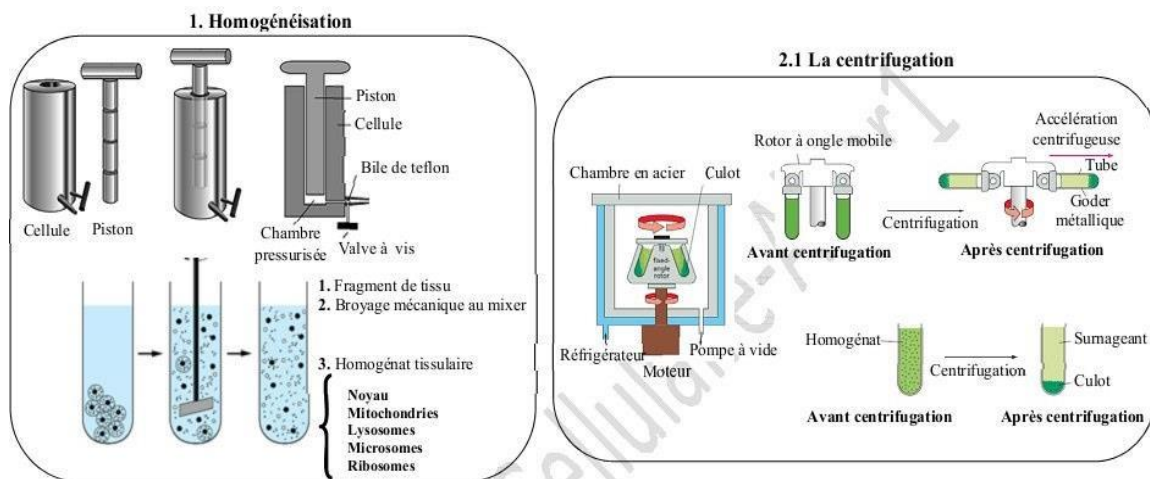 1. Homogénéisation
Piston
Cellule
Bile de teflon
Cellule
Piston
Chambre
pressurisée
Valve à vis
1. Fragment de tissu
2. Broyage mécanique au mixer
3. Homogénat tissulaire
Noyau
Mitochondries
Lysosomes
Microsomes
Ribosomes
2.1 La centrifugation
Chambre en acier
Culot
fixed-
angle
rotor
Réfrigérateur
Moteur
Pompe à vide
Rotor à ongle mobile
Avant centrifugation
Centrifugation
Accélération
centrifugeuse
Tube
Goder
métallique
Après centrifugation
Homogénat
Avant centrifugation
Centrifugation
Surnageant
Culot
Après centrifugation